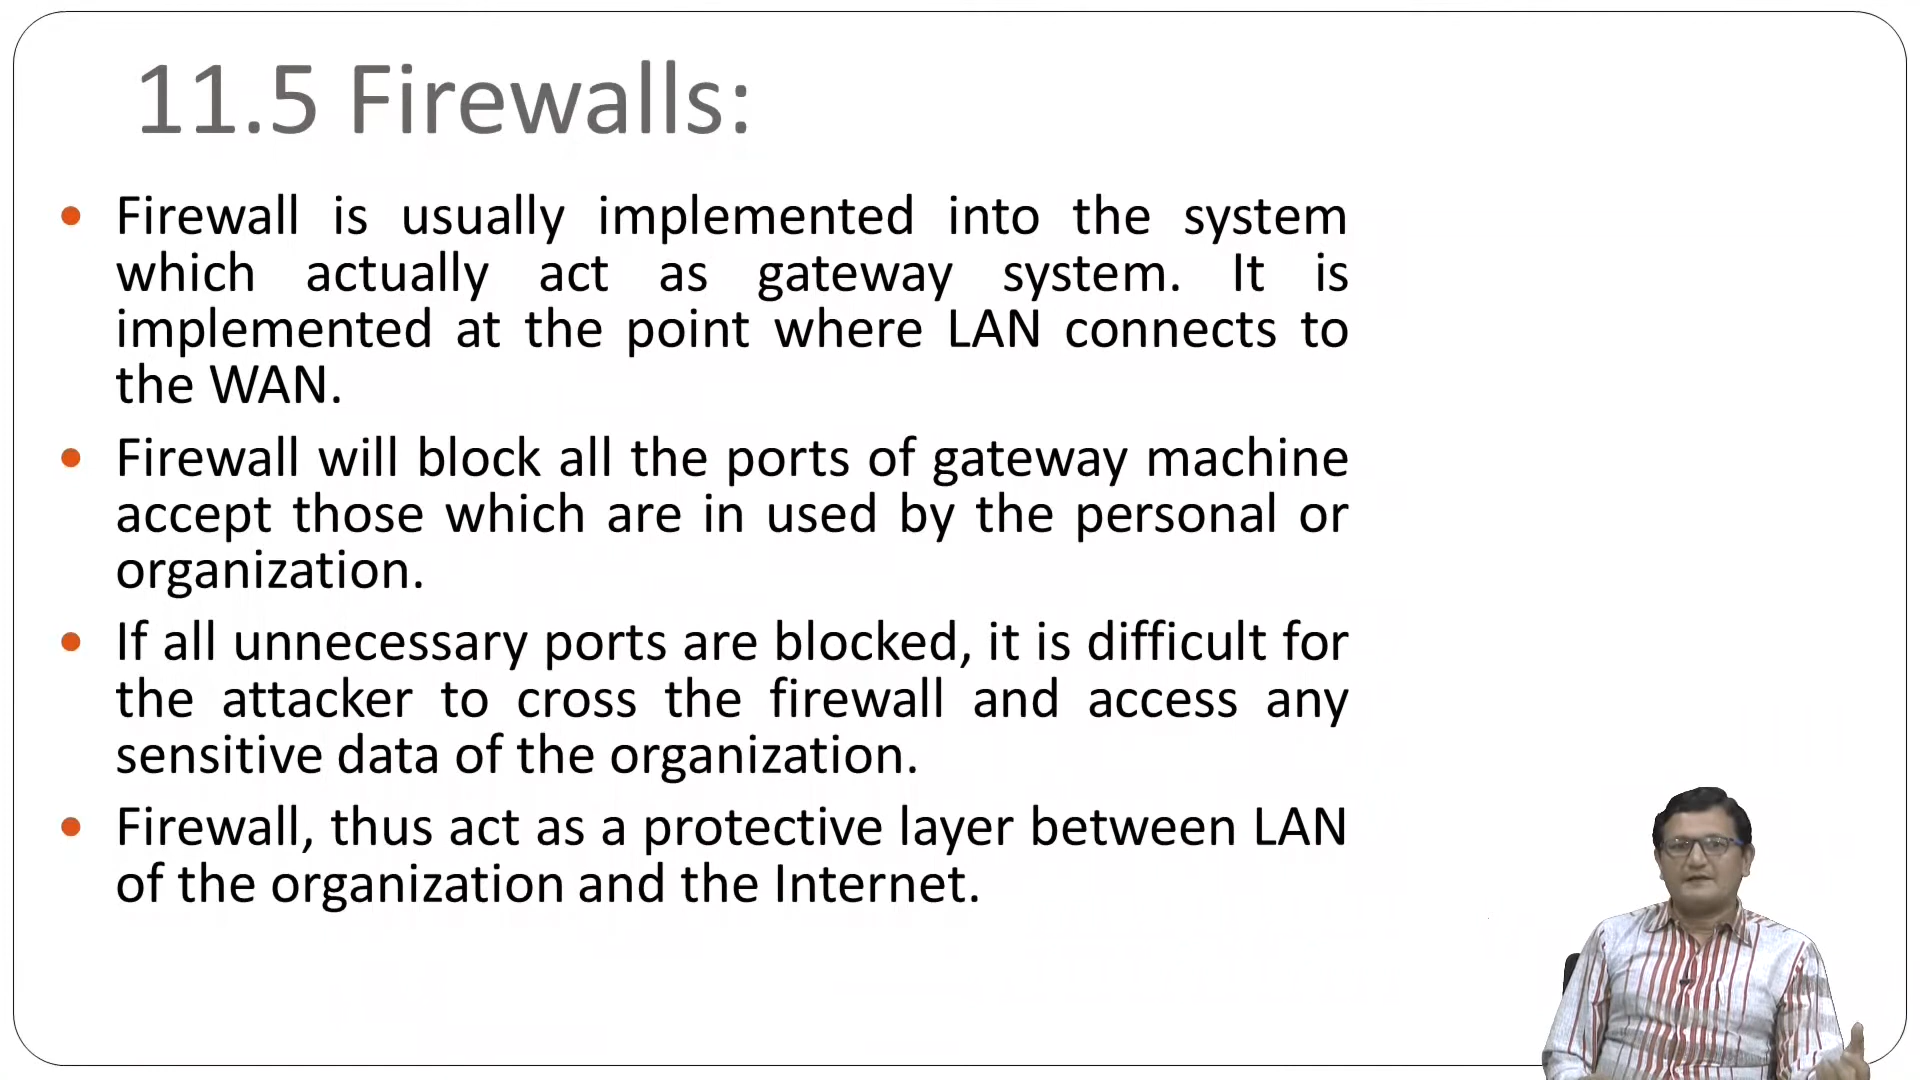 11.5 Firewalls:
• Firewall is usually implemented into the system
which actually act as gateway system. It is
implemented at the point where LAN connects to
the WAN.
• Firewall will block all the ports of gateway machine
accept those which are in used by the personal or
organization.
• If all unnecessary ports are blocked, it is difficult for
the attacker to cross the firewall and access any
sensitive data of the organization.
• Firewall, thus act as a protective layer between LAN
of the organization and the Internet.